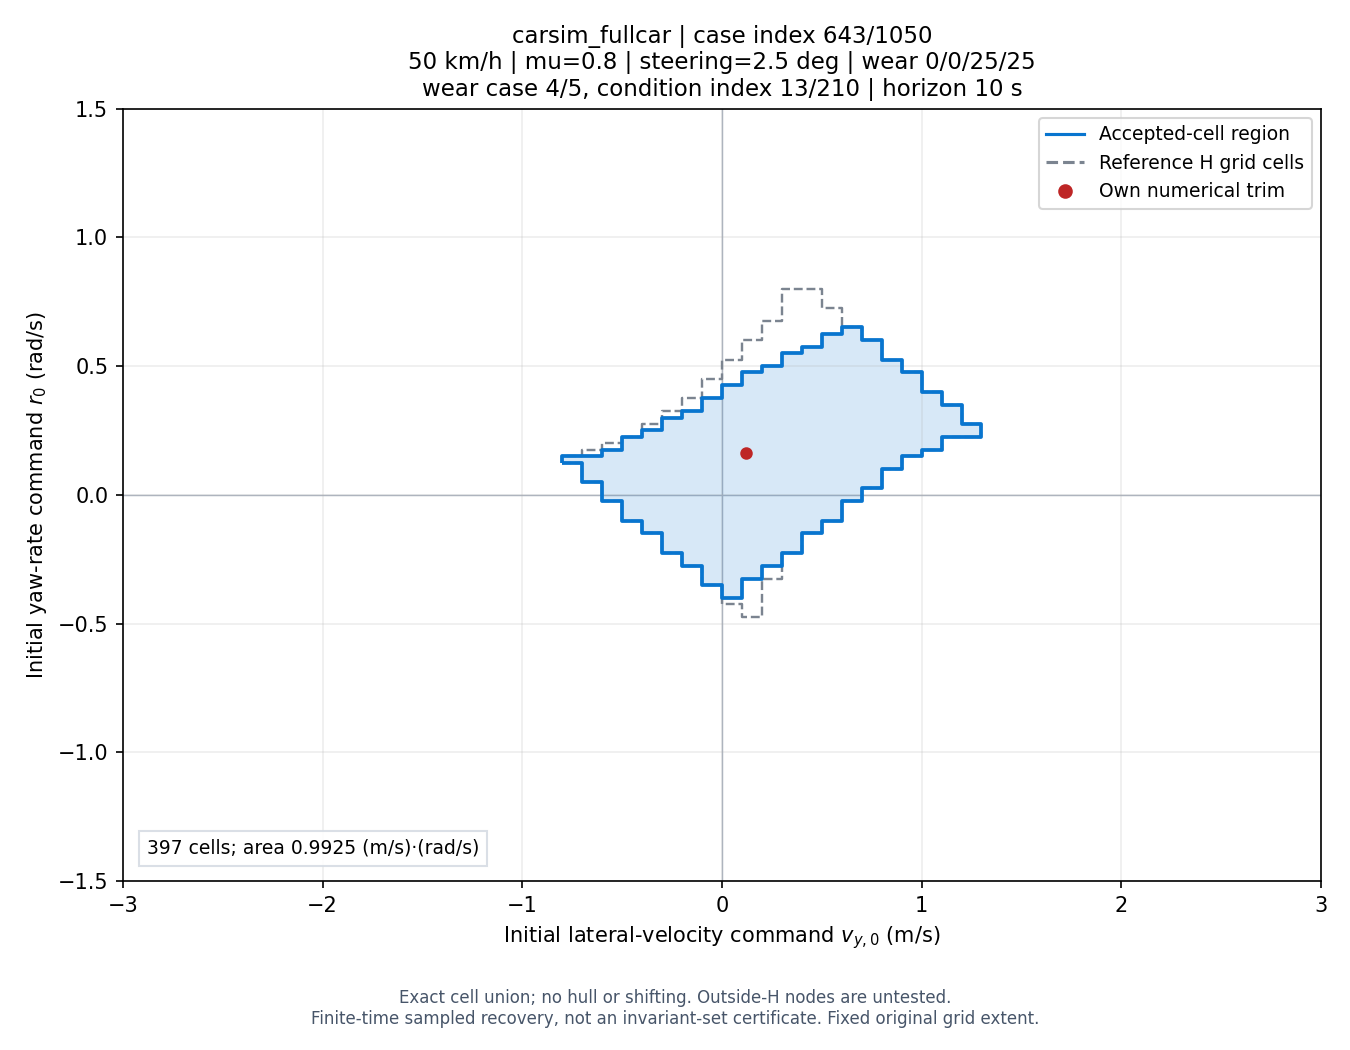 carsim_fullcar | case index 643/1050
50 km/h | mu=0.8 | steering=2.5 deg | wear 0/0/25/25
wear case 4/5, condition index 13/210 | horizon 10 s
Accepted-cell region
Reference H grid cells
Own numerical trim
1.5
1.0
0.5
0.0
−0.5
−1.0
−1.5
Initial yaw-rate command r0 (rad/s)
397 cells; area 0.9925 (m/s)·(rad/s)
−3
−2
−1
0
1
2
3
Initial lateral-velocity command vy,0 (m/s)
Exact cell union; no hull or shifting. Outside-H nodes are untested.
Finite-time sampled recovery, not an invariant-set certificate. Fixed original grid extent.